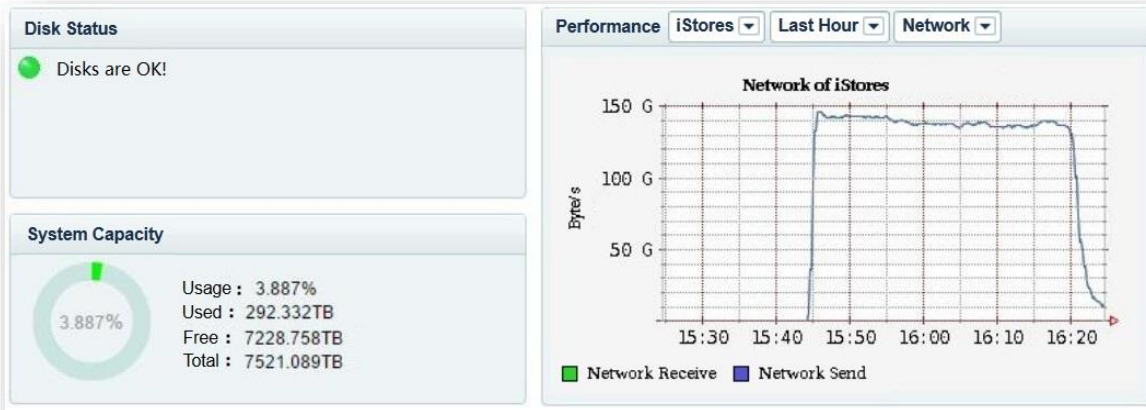 Disk Status
Disks are OK!
System Capacity
3.887%
Usage : 3.887%
Used : 292.332TB
Free : 7228.758TB
Total : 7521.089TB
Performance iStores Last Hour Network
Network of iStores
Byte/s
150 G
100 G
50 G
15:30 15:40 15:50 16:00 16:10 16:20
Network Receive Network Send